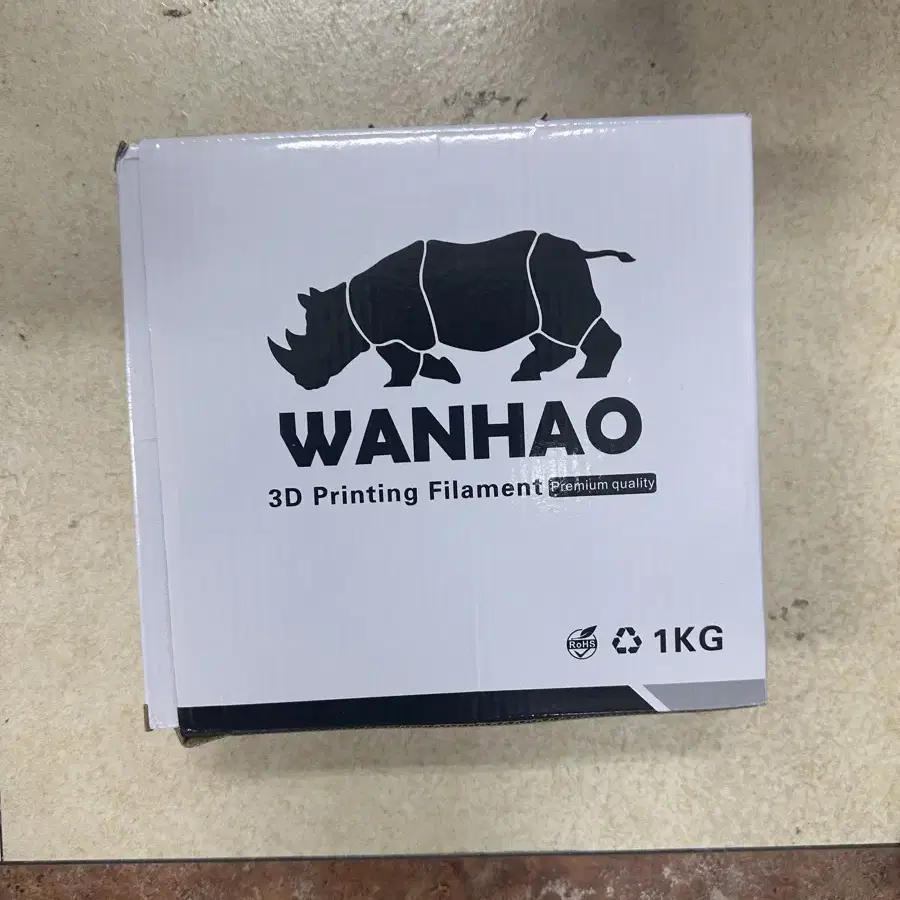 WANHAO
3D Printing Filament Premium quality
RoHS 1KG